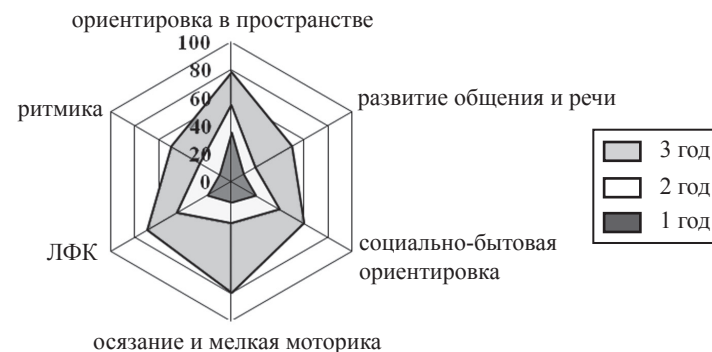 ориентировка в пространстве
100
80
60
40
20
0
ритмика
развитие общения и речи
3 год
2 год
1 год
ЛФК
социально-бытовая
ориентировка
осязание и мелкая моторика